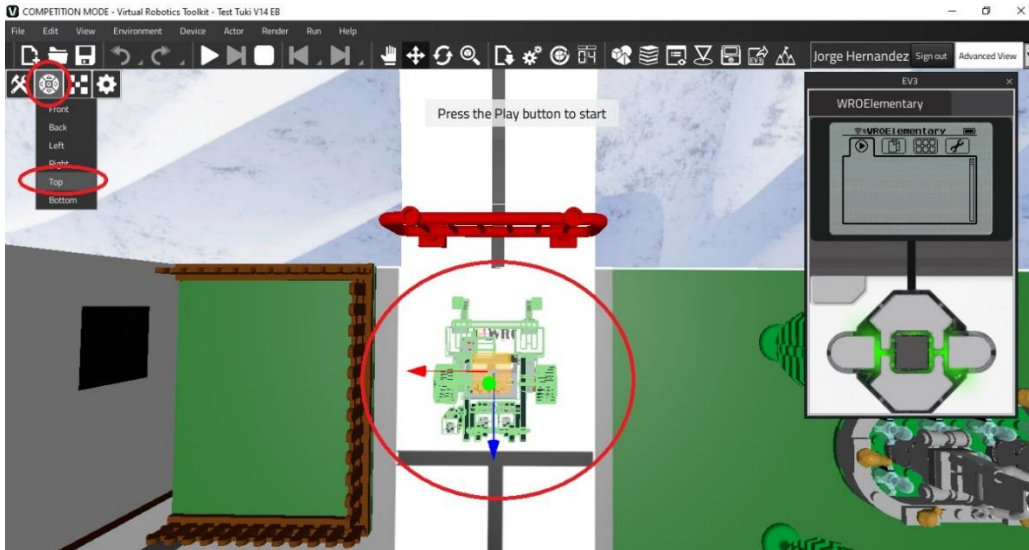 COMPETITION MODE - Virtual Robotics Toolkit - Test Tuki V14 EB
File Edit View Environment Device Actor Render Run Help
Jorge Hernandez Sign out Advanced View
EV3
WROElementary
WROElementary
Front
Back
Left
Right
Top
Bottom
Press the Play button to start
WRO